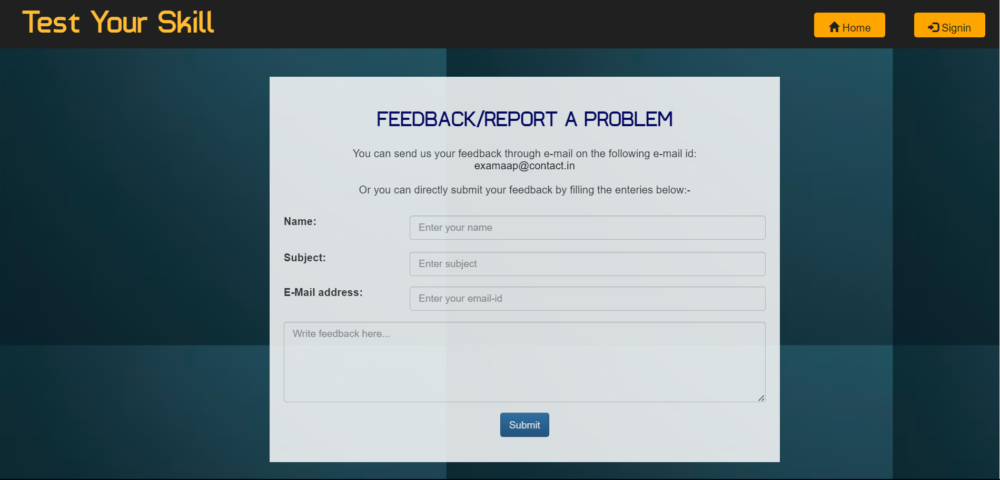 Test Your Skill
Home
Signin
FEEDBACK/REPORT A PROBLEM
You can send us your feedback through e-mail on the following e-mail id:
examaap@contact.in
Or you can directly submit your feedback by filling the enteries below:-
Name:
Enter your name
Subject:
Enter subject
E-Mail address:
Enter your email-id
Write feedback here...
Submit